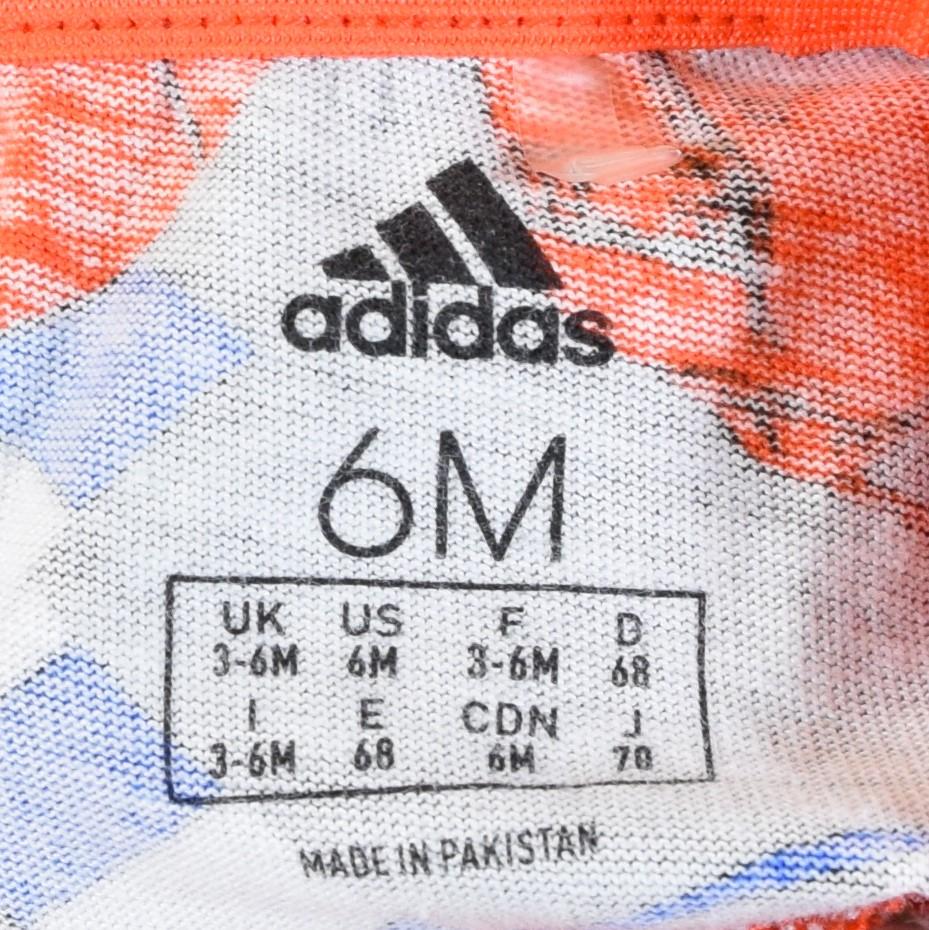 adidas
6M
UK US F D
3-6M 6M 3-6M 68
I E CDN J
3-6M 68 6M 70
MADE IN PAKISTAN